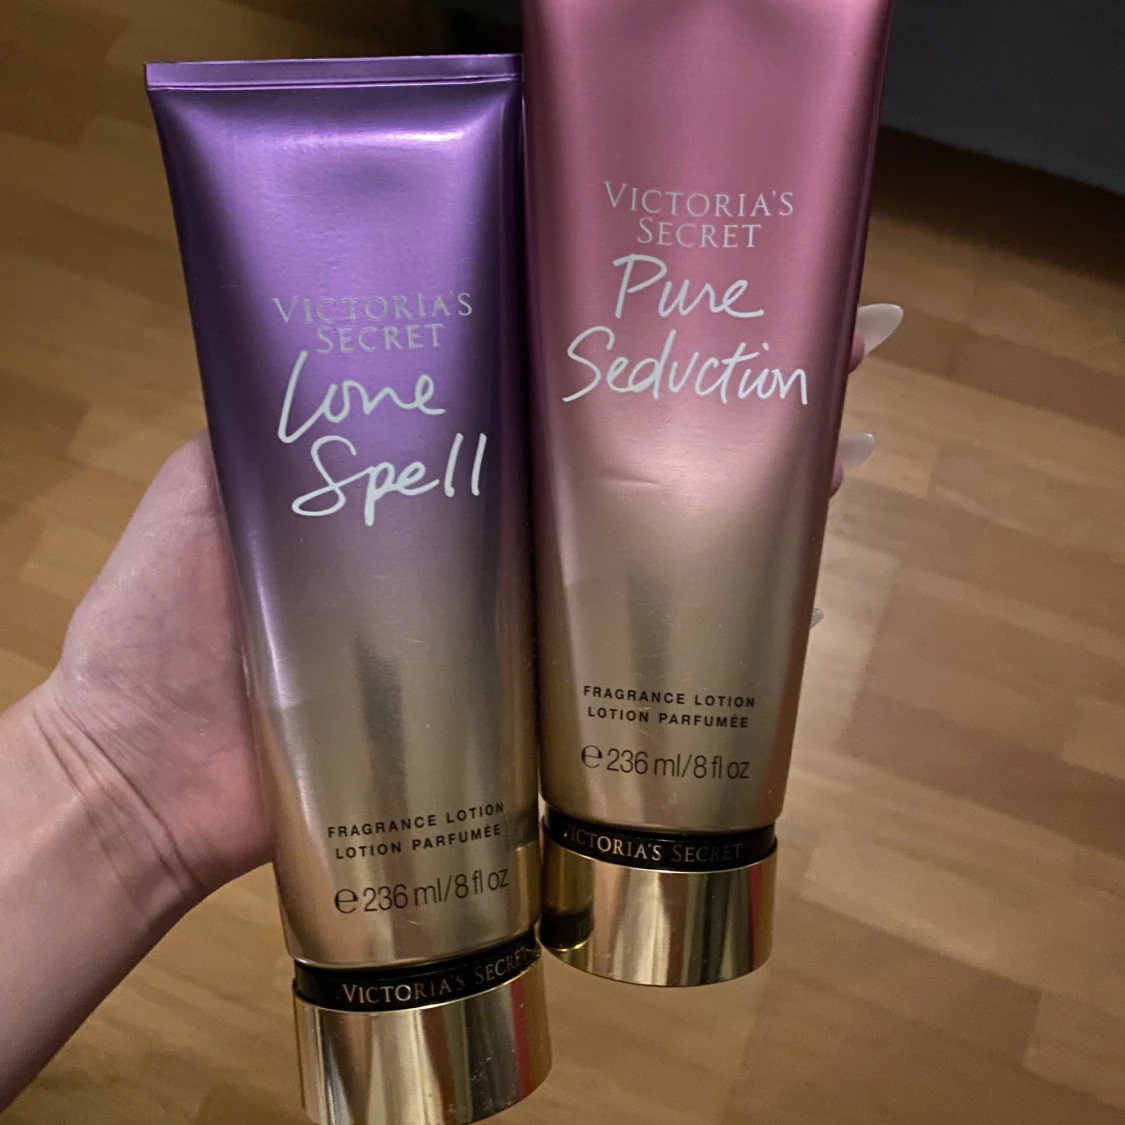 VICTORIA'S
SECRET
Love
Spell
FRAGRANCE LOTION
LOTION PARFUMÉE
℮ 236 ml/8 fl oz
VICTORIA'S SECRET
VICTORIA'S
SECRET
Pure
Seduction
FRAGRANCE LOTION
LOTION PARFUMÉE
℮ 236 ml/8 fl oz
VICTORIA'S SECRET